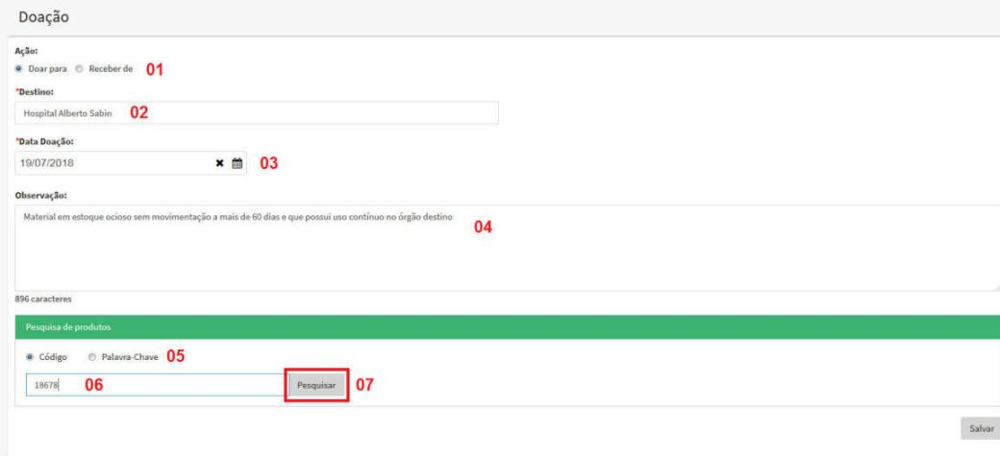 Doação
Ação:
Doar para Receber de 01
*Destino:
Hospital Alberto Sabin 02
*Data Doação:
19/07/2018 03
Observação:
Material em estoque ocioso sem movimentação a mais de 60 dias e que possui uso contínuo no órgão destino 04
896 caracteres
Pesquisa de produtos
Código Palavra-Chave 05
18678 06 Pesquisar 07
Salvar